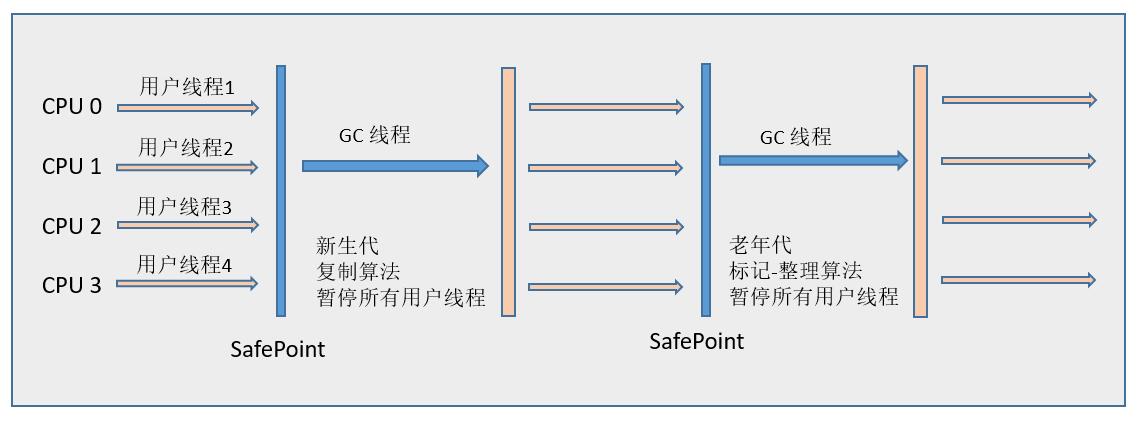 用户线程1
CPU 0
用户线程2
CPU 1
用户线程3
CPU 2
用户线程4
CPU 3
GC 线程
新生代
复制算法
暂停所有用户线程
SafePoint
GC 线程
老年代
标记-整理算法
暂停所有用户线程
SafePoint